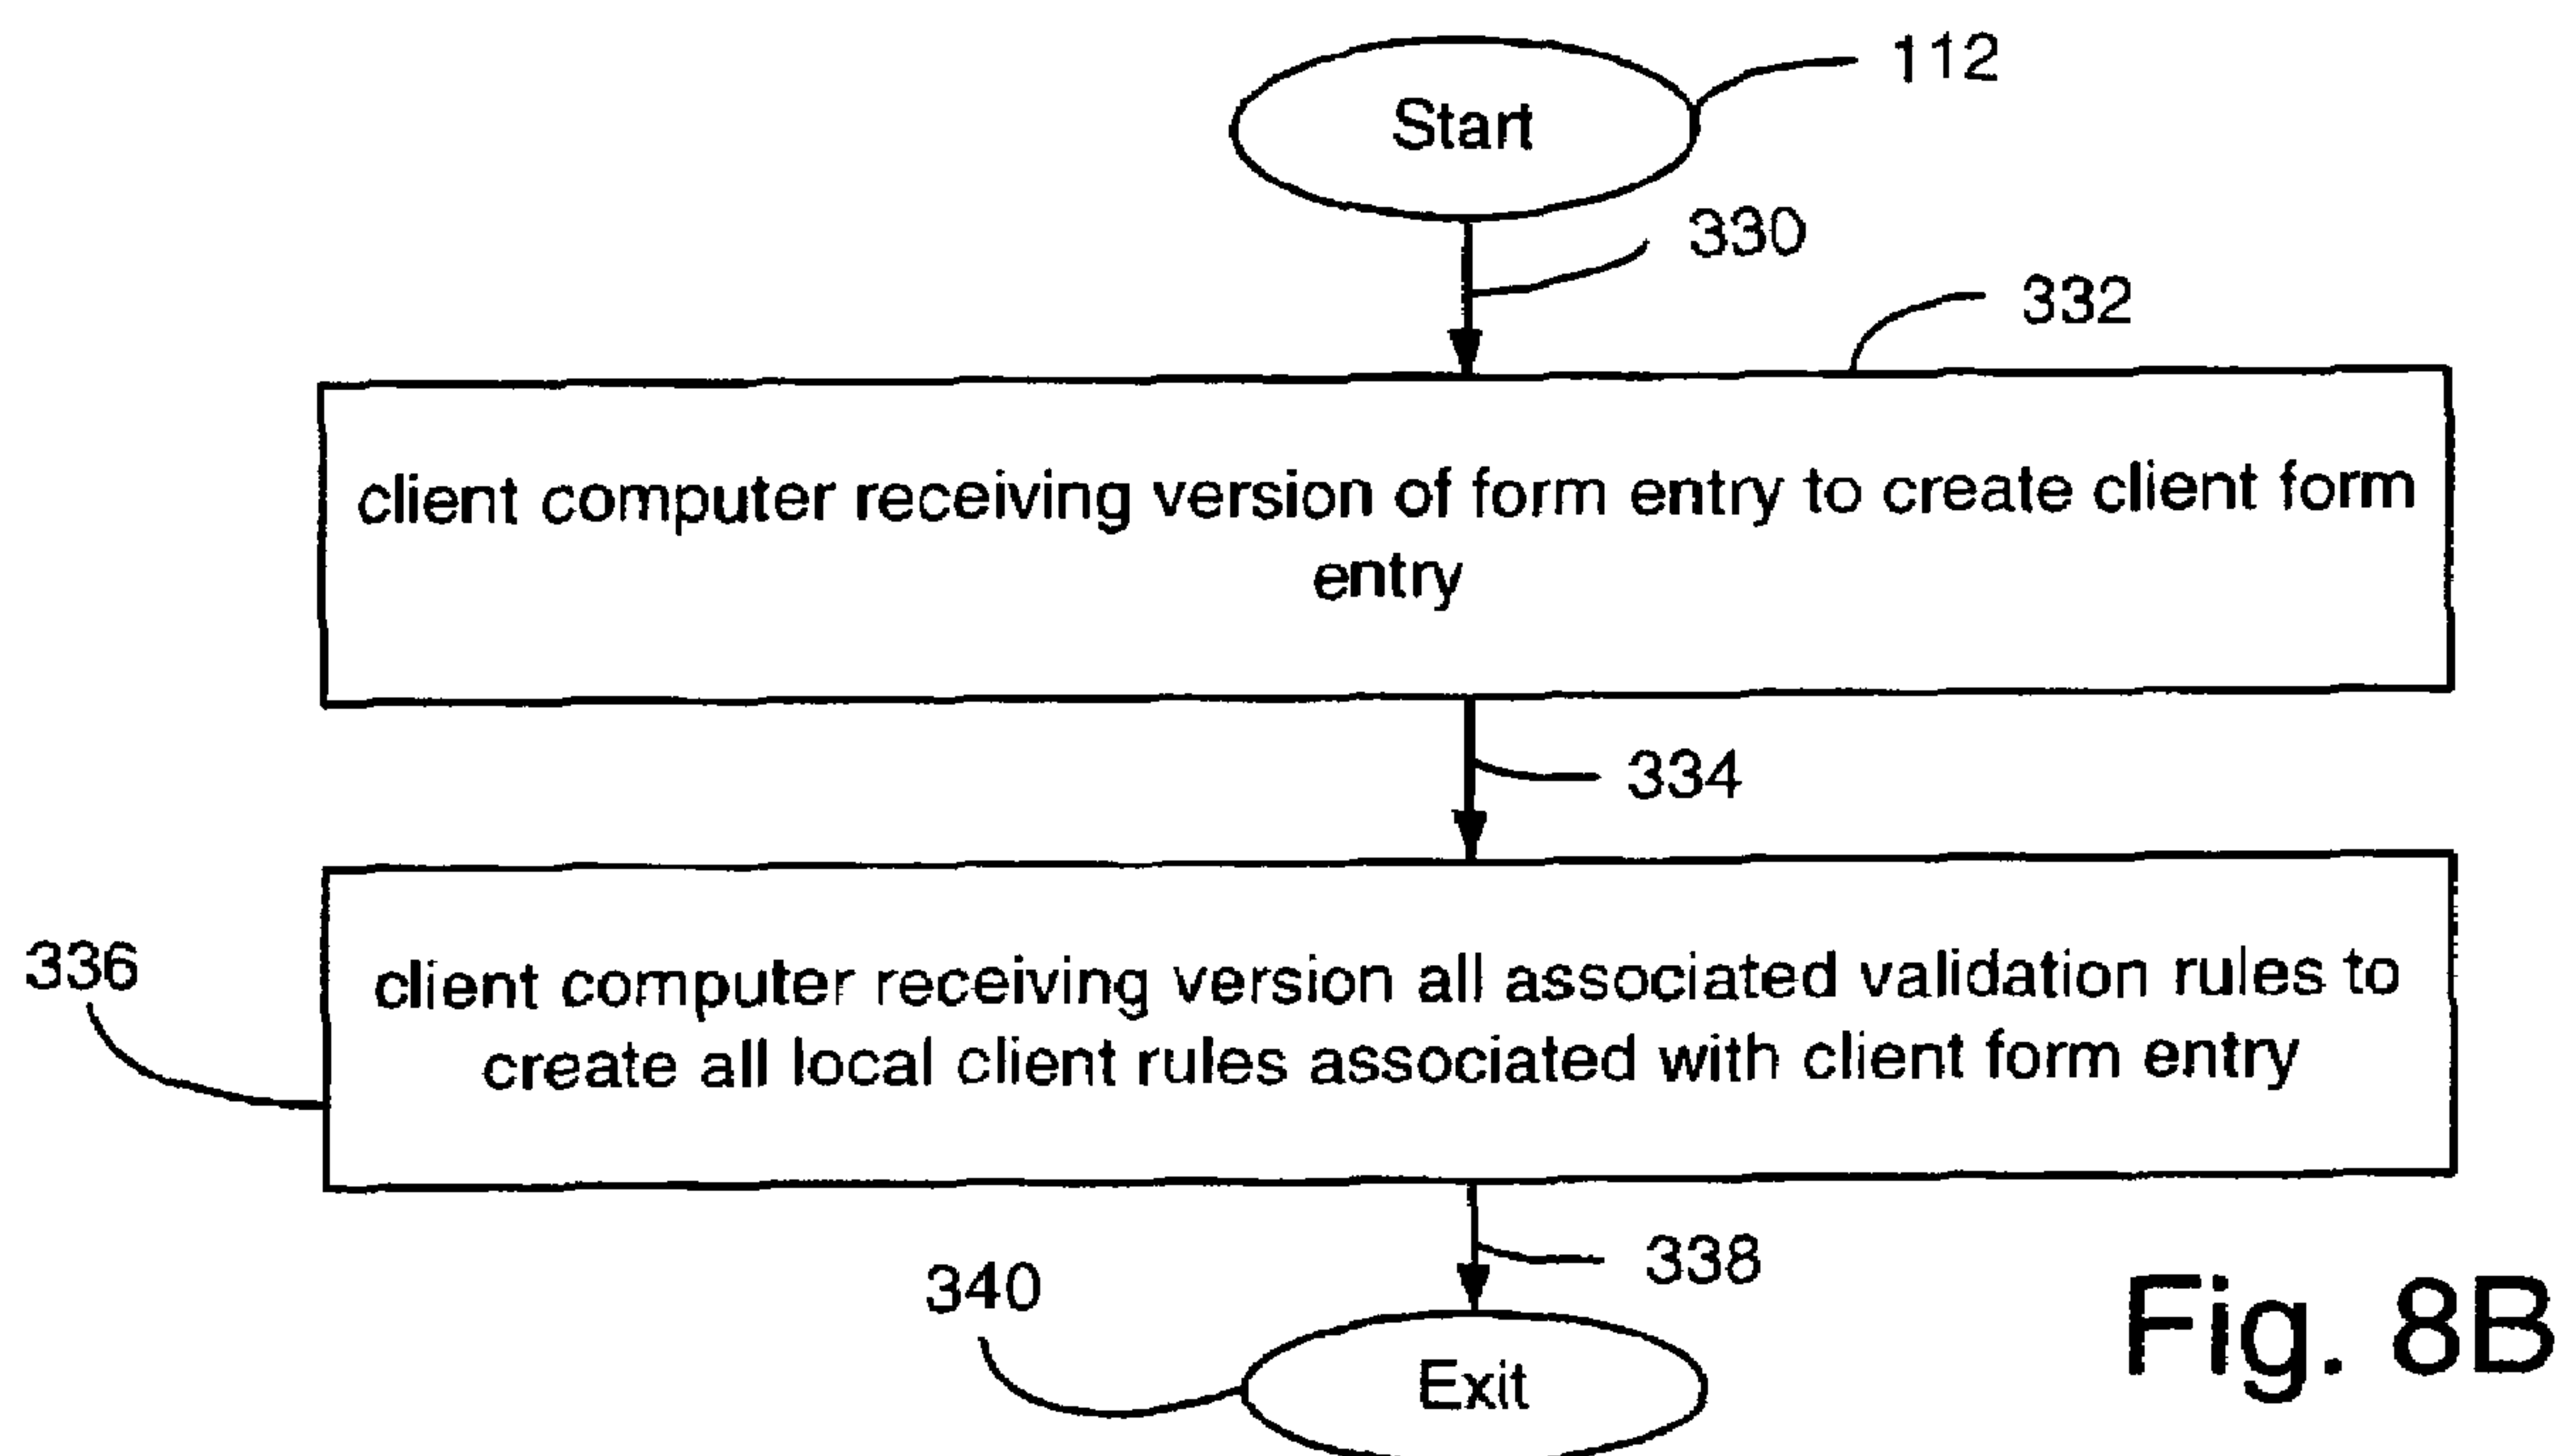 Start
112
330
332
client computer receiving version of form entry to create client form
entry
334
336
client computer receiving version all associated validation rules to
create all local client rules associated with client form entry
338
340
Exit
Fig. 8B